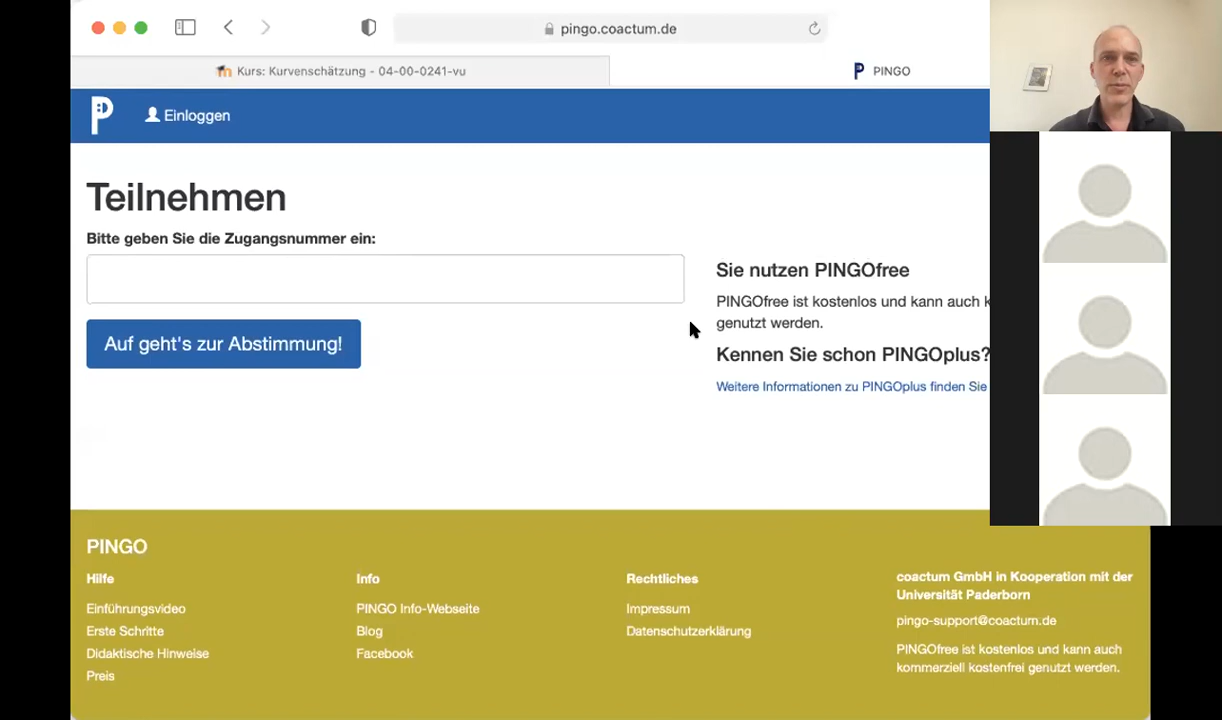 pingo.coactum.de
Kurs: Kurvenschätzung - 04-00-0241-vu
PINGO
Einloggen
Teilnehmen
Bitte geben Sie die Zugangsnummer ein:
Auf geht's zur Abstimmung!
Sie nutzen PINGOfree
PINGOfree ist kostenlos und kann auch
genutzt werden.
Kennen Sie schon PINGOplus?
Weitere Informationen zu PINGOplus finden Sie
PINGO
Hilfe
Einführungsvideo
Erste Schritte
Didaktische Hinweise
Preis
Info
PINGO Info-Webseite
Blog
Facebook
Rechtliches
Impressum
Datenschutzerklärung
coactum GmbH in Kooperation mit der
Universität Paderborn
pingo-support@coactum.de
PINGOfree ist kostenlos und kann auch
kommerziell kostenfrei genutzt werden.